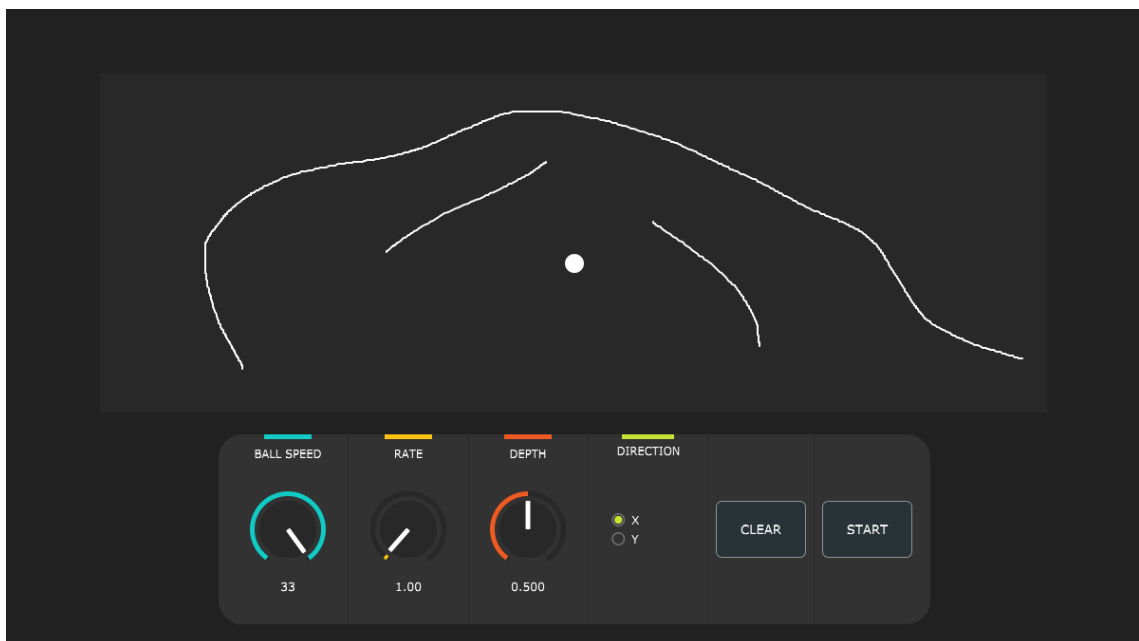 BALL SPEED
RATE
DEPTH
DIRECTION
X
Y
CLEAR
START
33
1.00
0.500